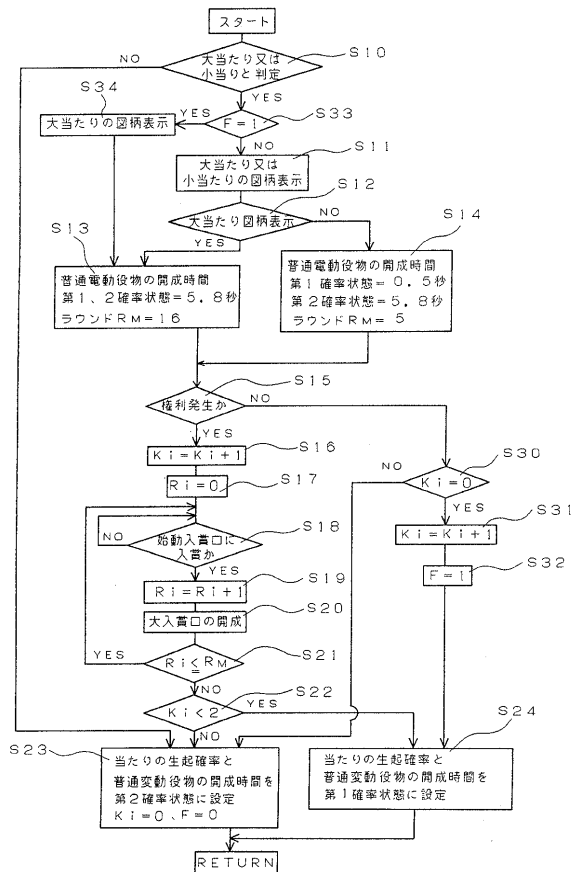 スタート
S10
大当たり又は
小当りと判定
NO
YES
S34
大当たりの図柄表示
YES
S33
F=1
NO
S11
大当たり又は
小当たりの図柄表示
S12
大当たり図柄表示
NO
YES
S13
普通電動役物の開成時間
第1、2確率状態=5.8秒
ラウンドRM=16
S14
普通電動役物の開成時間
第1確率状態=0.5秒
第2確率状態=5.8秒
ラウンドRM=5
S15
権利発生か
NO
YES
S16
Ki=Ki+1
S17
Ri=0
S30
NO
Ki=0
YES
S18
NO
始動入賞口に
入賞か
YES
S31
Ki=Ki+1
S19
Ri=Ri+1
S32
F=1
S20
大入賞口の開成
S21
YES
Ri≦RM
NO
S22
Ki<2
YES
NO
S23
当たりの生起確率と
普通変動役物の開成時間を
第2確率状態に設定
Ki=0、F=0
S24
当たりの生起確率と
普通変動役物の開成時間を
第1確率状態に設定
RETURN